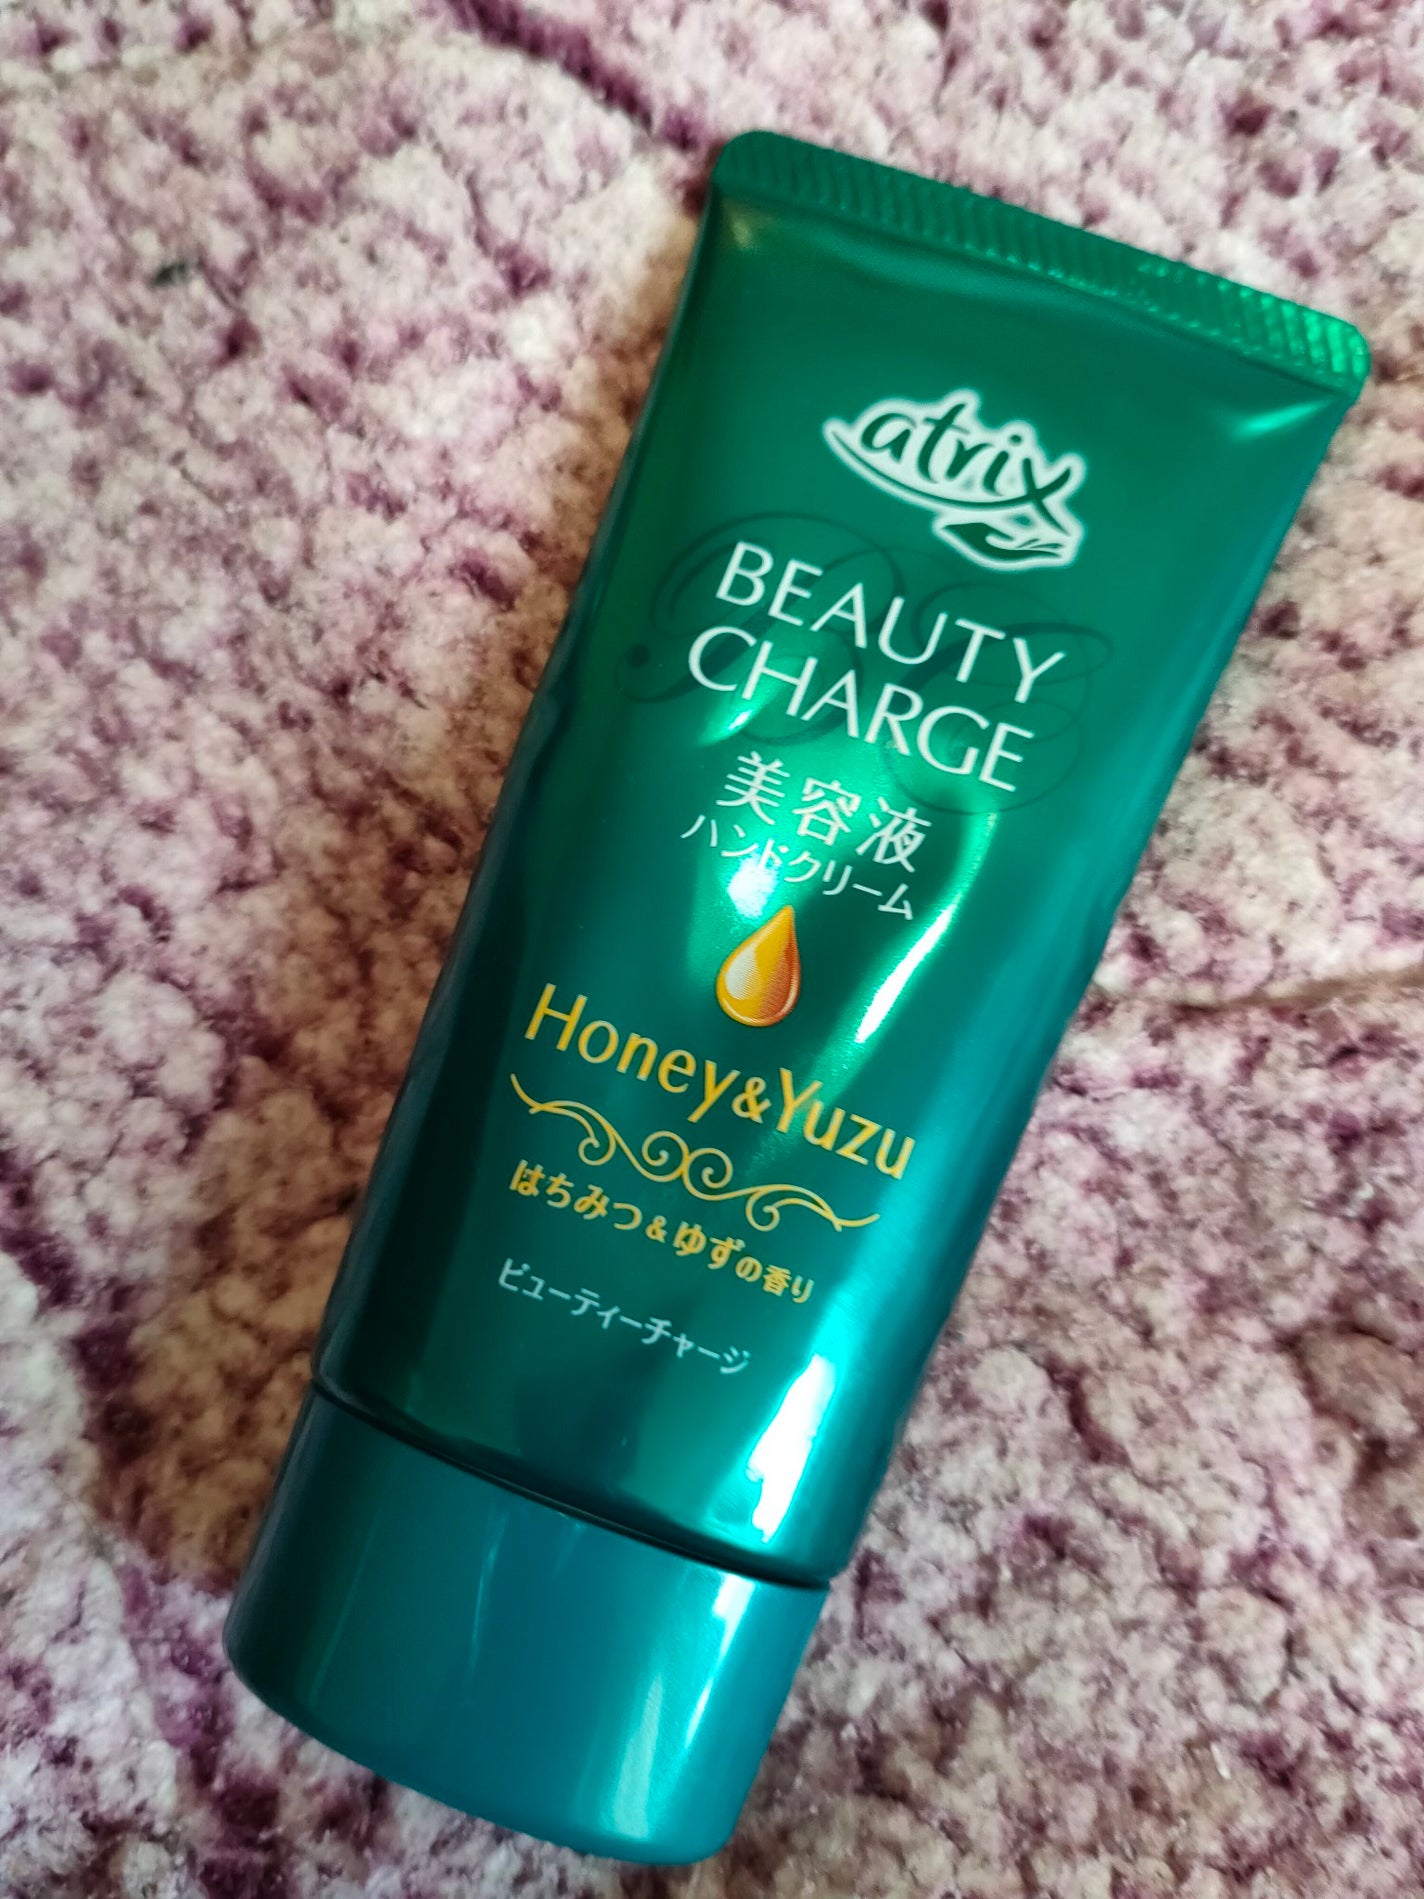 atrix
BEAUTY
CHARGE
美容液
ハンドクリーム
Honey&Yuzu
はちみつ&ゆずの香り
ビューティーチャージ